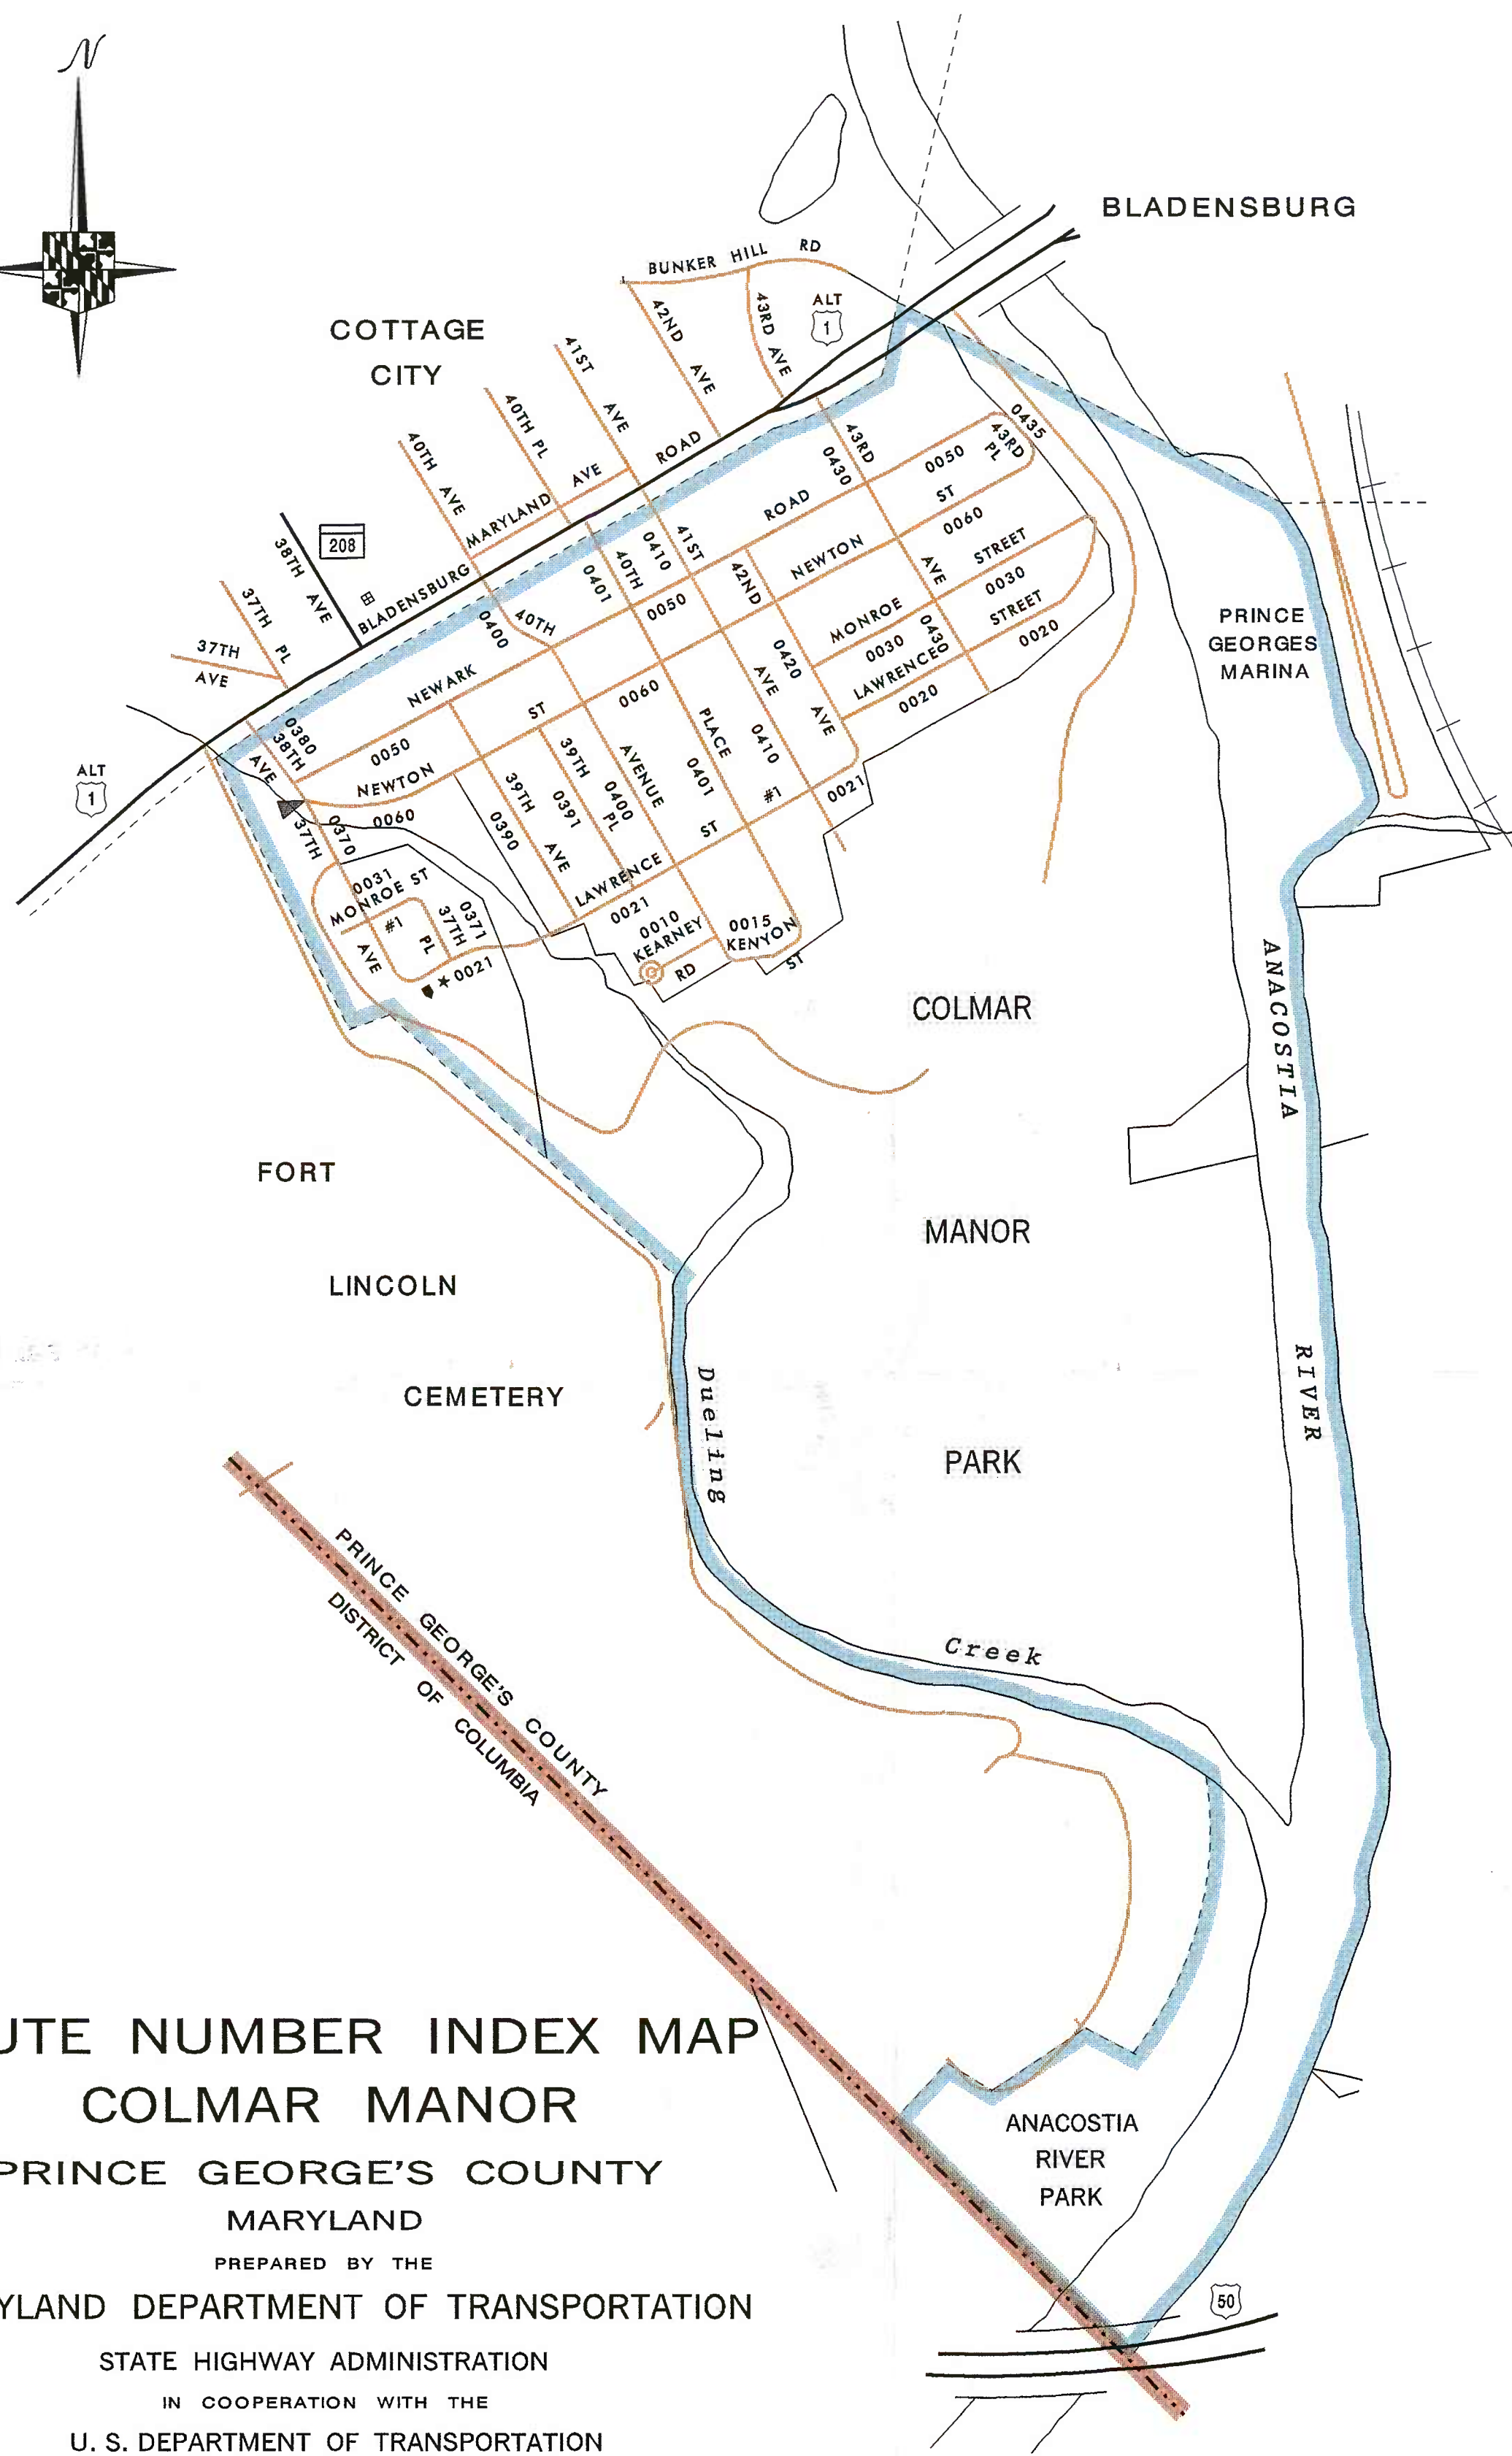 N
BLADENSBURG
BUNKER HILL RD
42ND AVE
43RD AVE
ALT
1
COTTAGE
CITY
41ST AVE
40TH PL
40TH AVE
MARYLAND AVE
BLADENSBURG ROAD
208
38TH AVE
37TH PL
37TH
AVE
ALT
1
0435
43RD
PL
43RD AVE
0430
0430
NEWARK ROAD
0050
0050
0050
NEWTON ST
NEWTON ST
0060
0060
0060
MONROE STREET
0030
0030
LAWRENCE STREET
0020
0020
41ST AVE
0410
0410
42ND AVE
0420
40TH PLACE
0401
0401
40TH AVENUE
0400
0400
39TH PL
0391
39TH AVE
0390
0380
38TH
AVE
37TH AVE
0370
0031
MONROE ST
#1
0371
37TH PL
0021
LAWRENCE ST #1
0021
0021
0010
KEARNEY
RD
0015
KENYON
ST
PRINCE
GEORGES
MARINA
ANACOSTIA RIVER
COLMAR
MANOR
PARK
FORT
LINCOLN
CEMETERY
Dueling Creek
PRINCE GEORGE'S COUNTY
DISTRICT OF COLUMBIA
ANACOSTIA
RIVER
PARK
50
UTE NUMBER INDEX MAP
COLMAR MANOR
PRINCE GEORGE'S COUNTY
MARYLAND
PREPARED BY THE
YLAND DEPARTMENT OF TRANSPORTATION
STATE HIGHWAY ADMINISTRATION
IN COOPERATION WITH THE
U. S. DEPARTMENT OF TRANSPORTATION